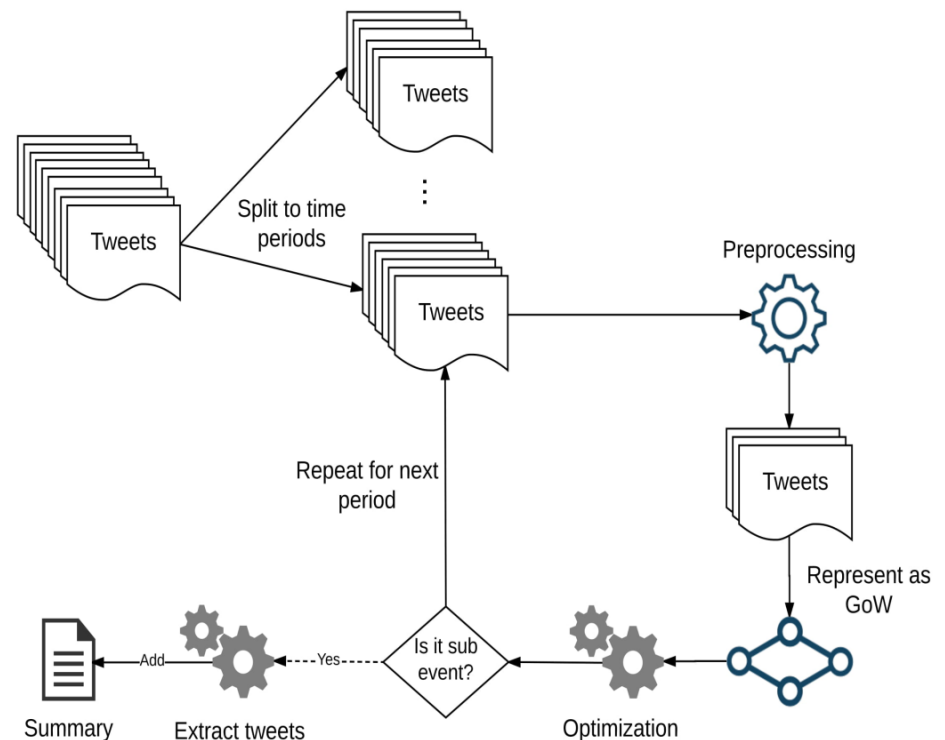 Tweets
Tweets
Split to time
periods
Tweets
Preprocessing
Tweets
Represent as
GoW
Repeat for next
period
Is it sub
event?
Yes
Add
Summary
Extract tweets
Optimization